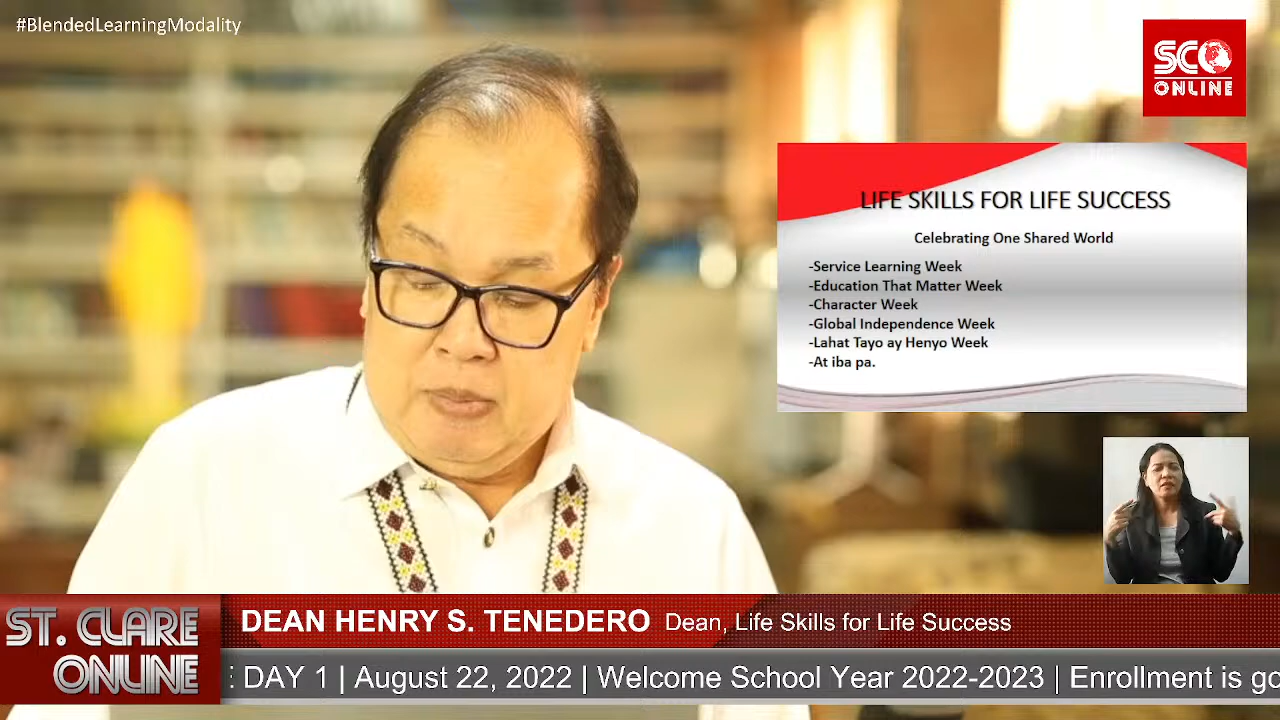 #BlendedLearningModality
SCO
ONLINE
LIFE SKILLS FOR LIFE SUCCESS
Celebrating One Shared World
-Service Learning Week
-Education That Matter Week
-Character Week
-Global Independence Week
-Lahat Tayo ay Henyo Week
-At iba pa.
ST. CLARE
ONLINE
DEAN HENRY S. TENEDERO Dean, Life Skills for Life Success
: DAY 1 | August 22, 2022 | Welcome School Year 2022-2023 | Enrollment is go